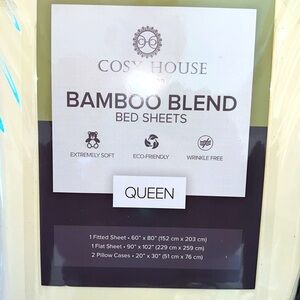 COSY HOUSE
BAMBOO BLEND
BED SHEETS
EXTREMELY SOFT
ECO-FRIENDLY
WRINKLE FREE
QUEEN
1 Fitted Sheet • 60" x 80" (152 cm x 203 cm)
1 Flat Sheet • 90" x 102" (229 cm x 259 cm)
2 Pillow Cases • 20" x 30" (51 cm x 76 cm)